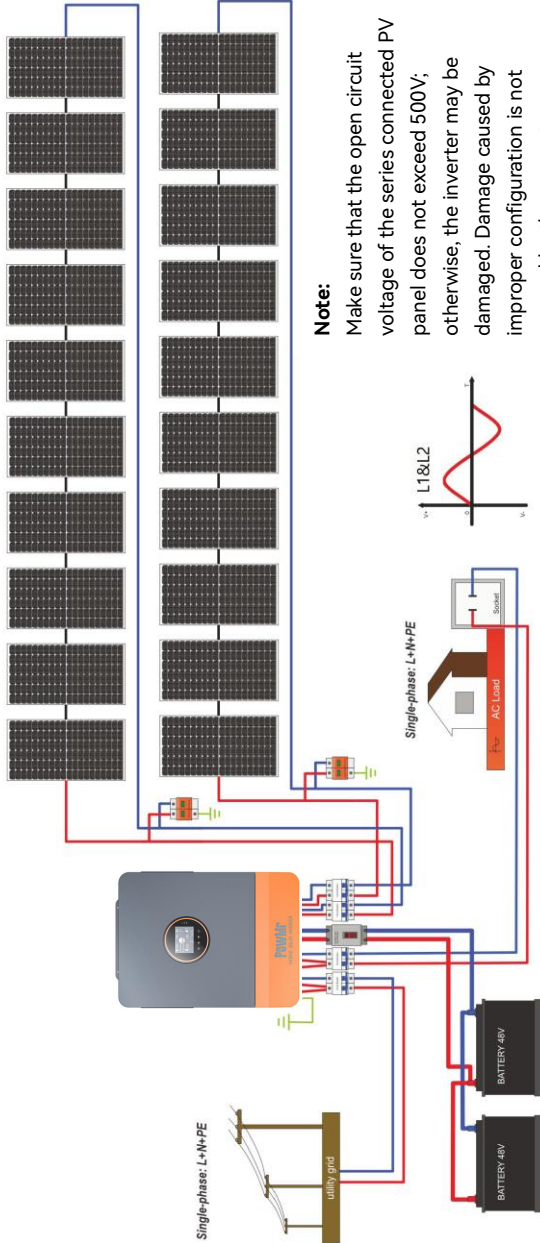 Note:
Make sure that the open circuit
voltage of the series connected PV
panel does not exceed 500V;
otherwise, the inverter may be
damaged. Damage caused by
improper configuration is not
L1&L2
V+
0
T
V-
Single-phase: L+N+PE
Socket
AC Load
PowMr
Single-phase: L+N+PE
utility grid
BATTERY 48V
BATTERY 48V